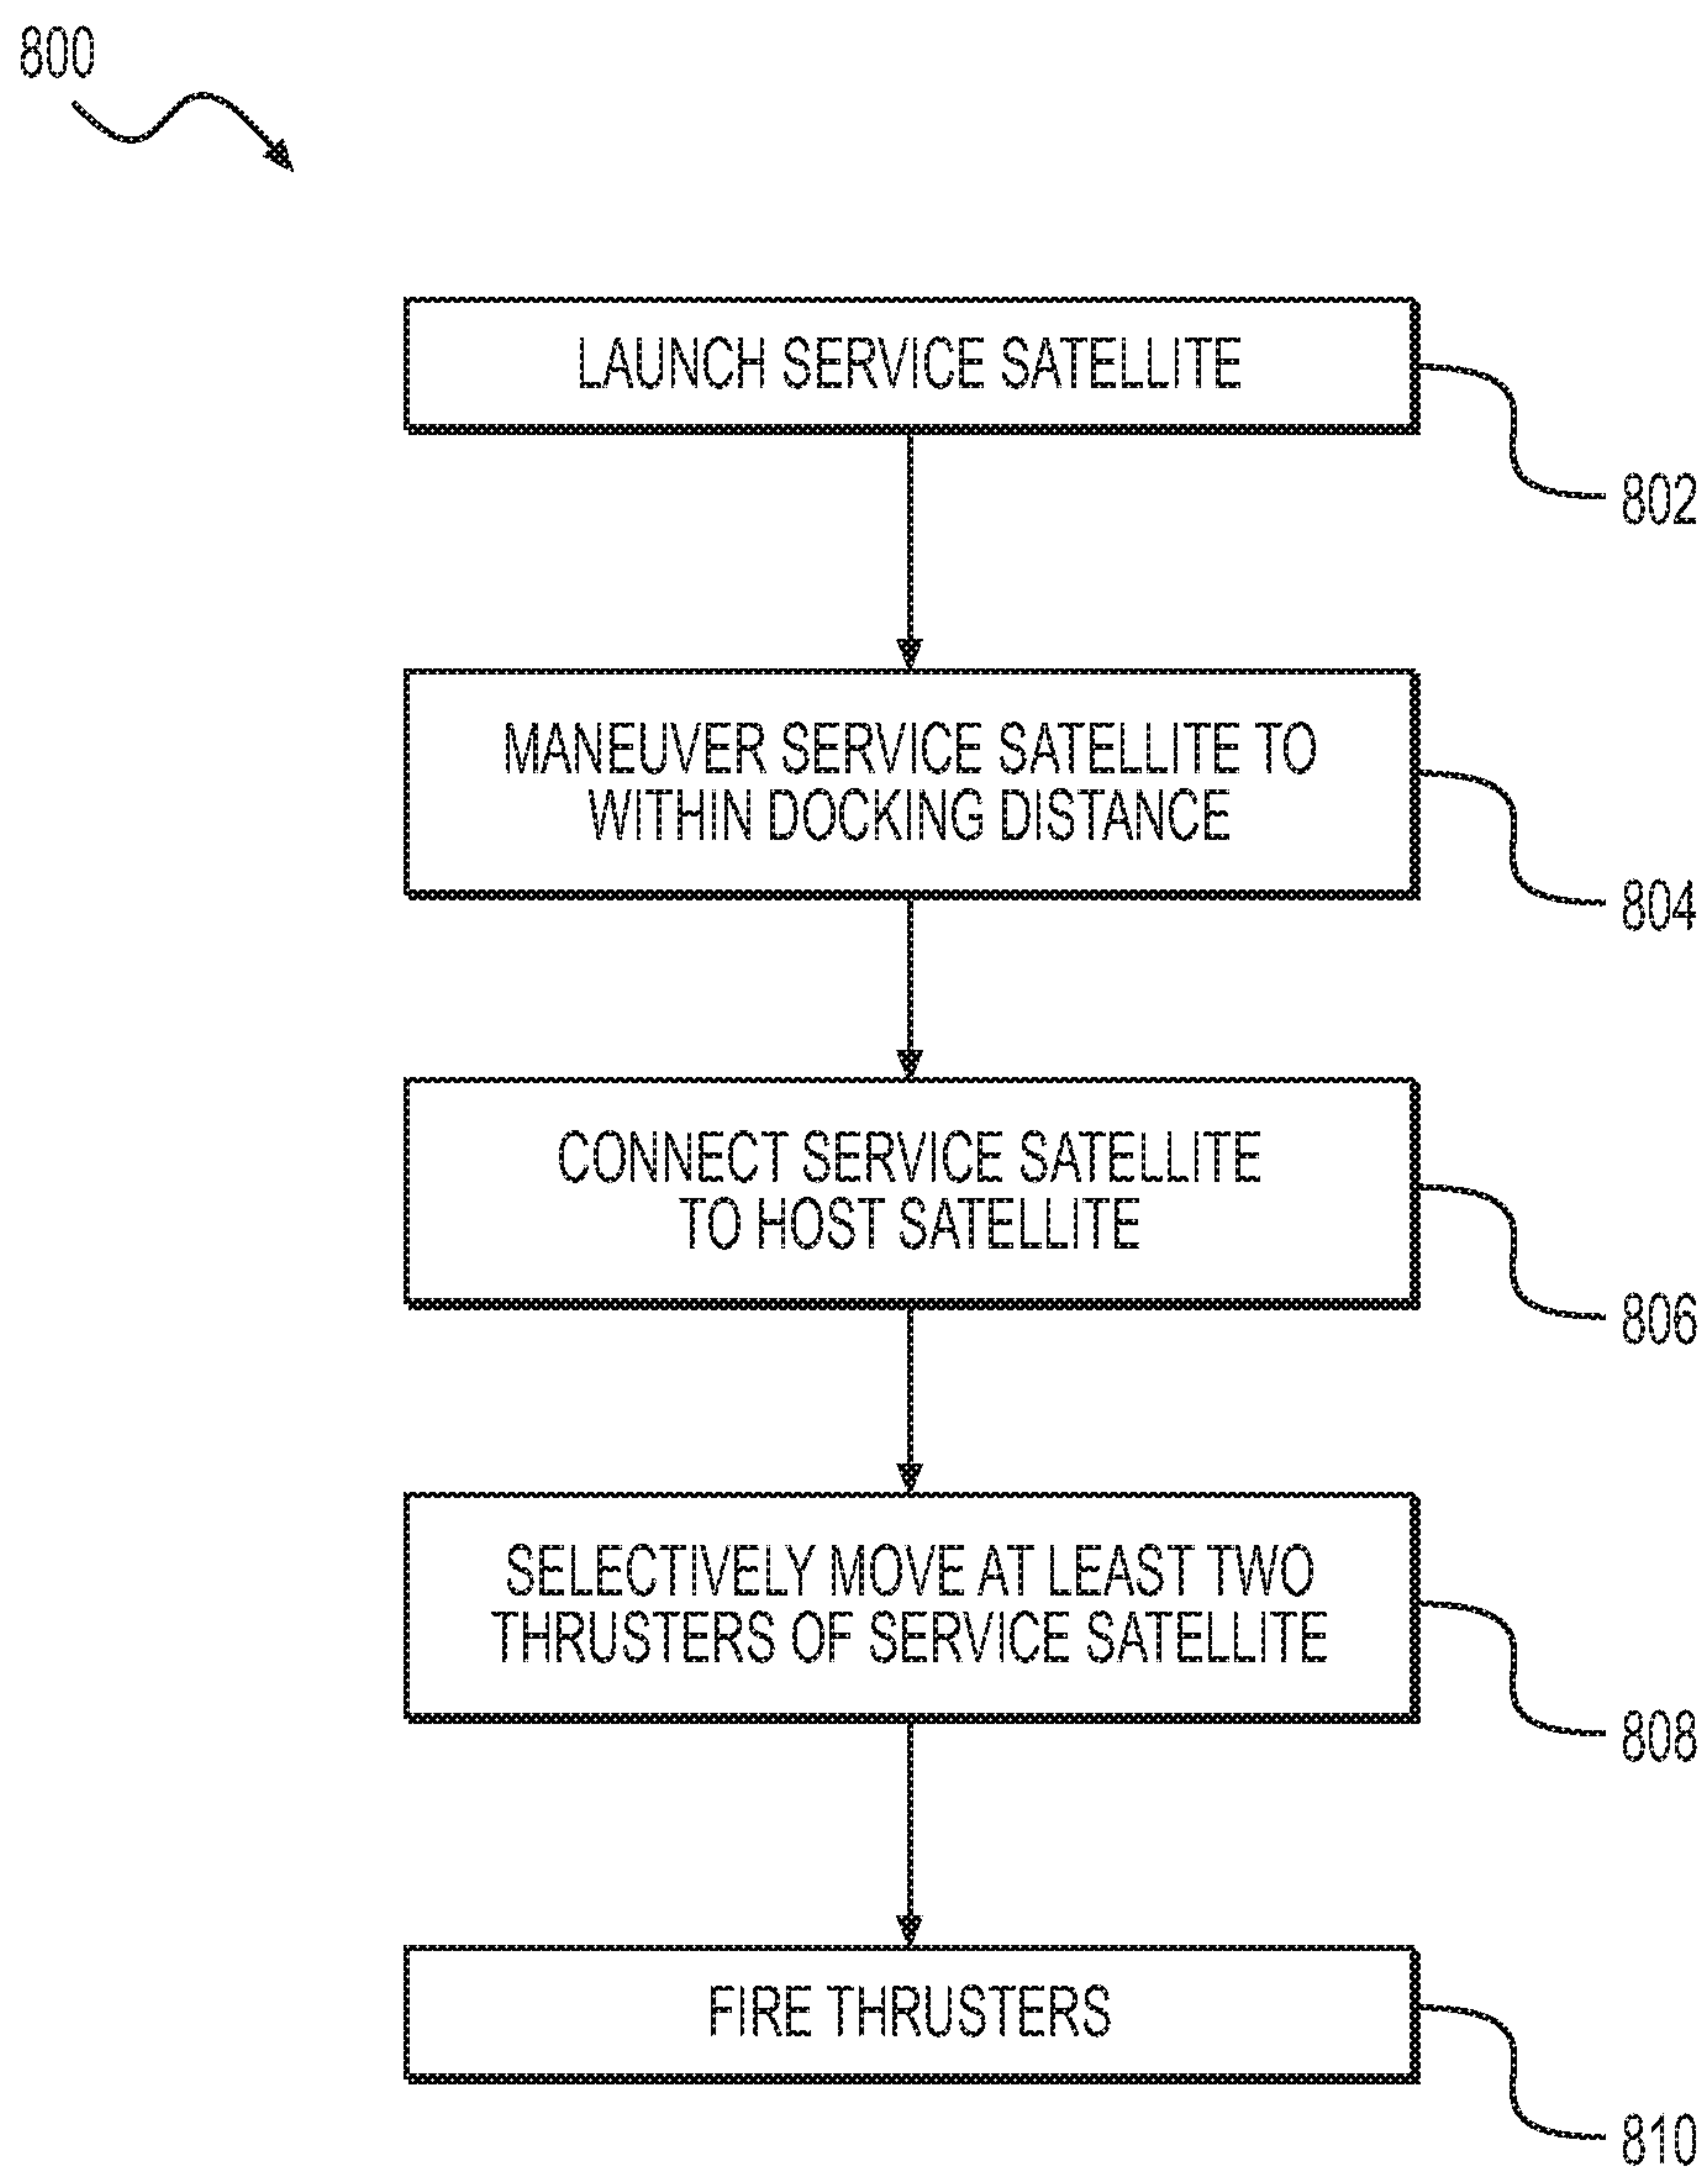 800
LAUNCH SERVICE SATELLITE
802
MANEUVER SERVICE SATELLITE TO
WITHIN DOCKING DISTANCE
804
CONNECT SERVICE SATELLITE
TO HOST SATELLITE
806
SELECTIVELY MOVE AT LEAST TWO
THRUSTERS OF SERVICE SATELLITE
808
FIRE THRUSTERS
810